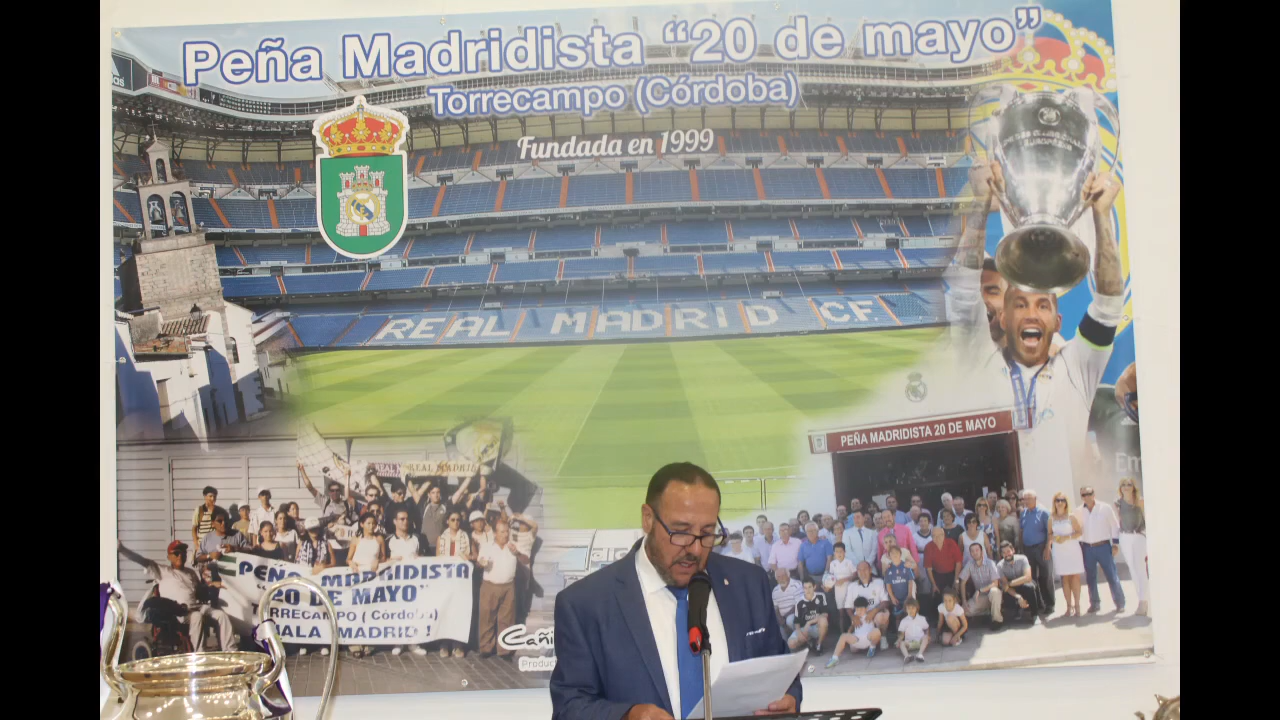 Peña Madridista “20 de mayo”
Torrecampo (Córdoba)
Fundada en 1999
REAL MADRID C.F.
PEÑA MADRIDISTA 20 DE MAYO
REAL MADRID
PEÑA MADRIDISTA
"20 DE MAYO"
TORRECAMPO (Córdoba)
HALA MADRID !